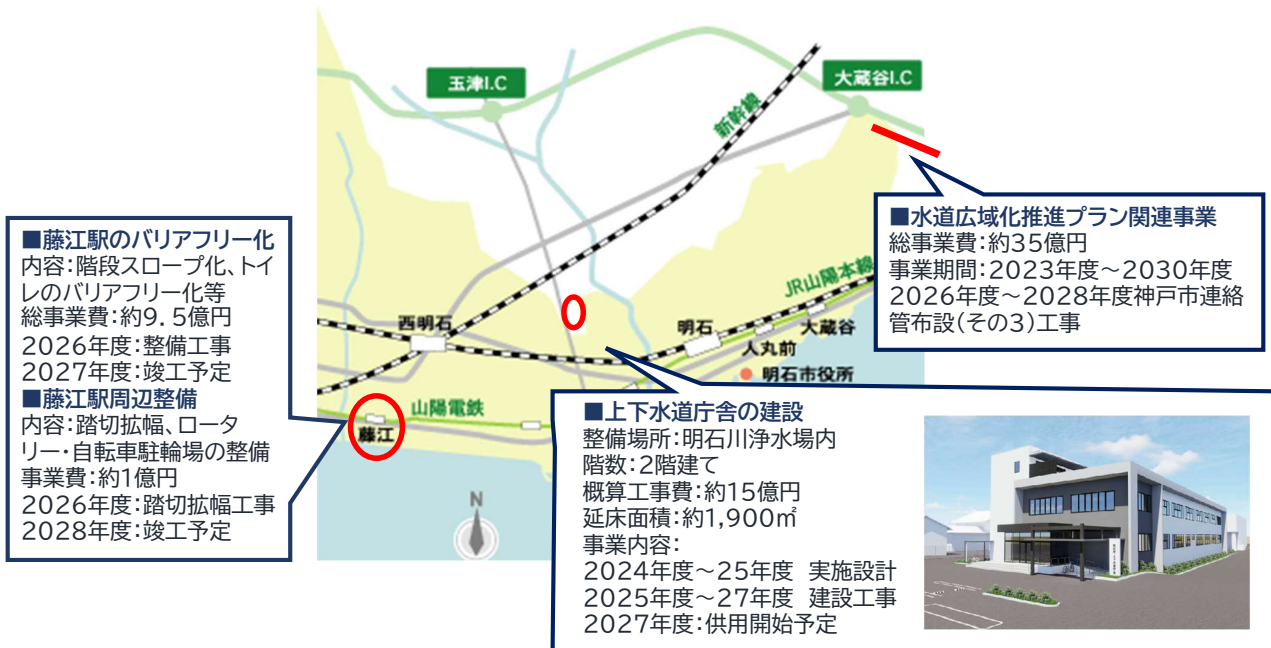 玉津I.C
大蔵谷I.C
新幹線
JR山陽本線
西明石
明石
大蔵谷
人丸前
明石市役所
山陽電鉄
藤江
N
■藤江駅のバリアフリー化
内容:階段スロープ化、トイ
レのバリアフリー化等
総事業費:約9.5億円
2026年度:整備工事
2027年度:竣工予定
■藤江駅周辺整備
内容:踏切拡幅、ロータ
リー・自転車駐輪場の整備
事業費:約1億円
2026年度:踏切拡幅工事
2028年度:竣工予定
■水道広域化推進プラン関連事業
総事業費:約35億円
事業期間:2023年度~2030年度
2026年度~2028年度神戸市連絡
管布設(その3)工事
■上下水道庁舎の建設
整備場所:明石川浄水場内
階数:2階建て
概算工事費:約15億円
延床面積:約1,900㎡
事業内容:
2024年度~25年度 実施設計
2025年度~27年度 建設工事
2027年度:供用開始予定